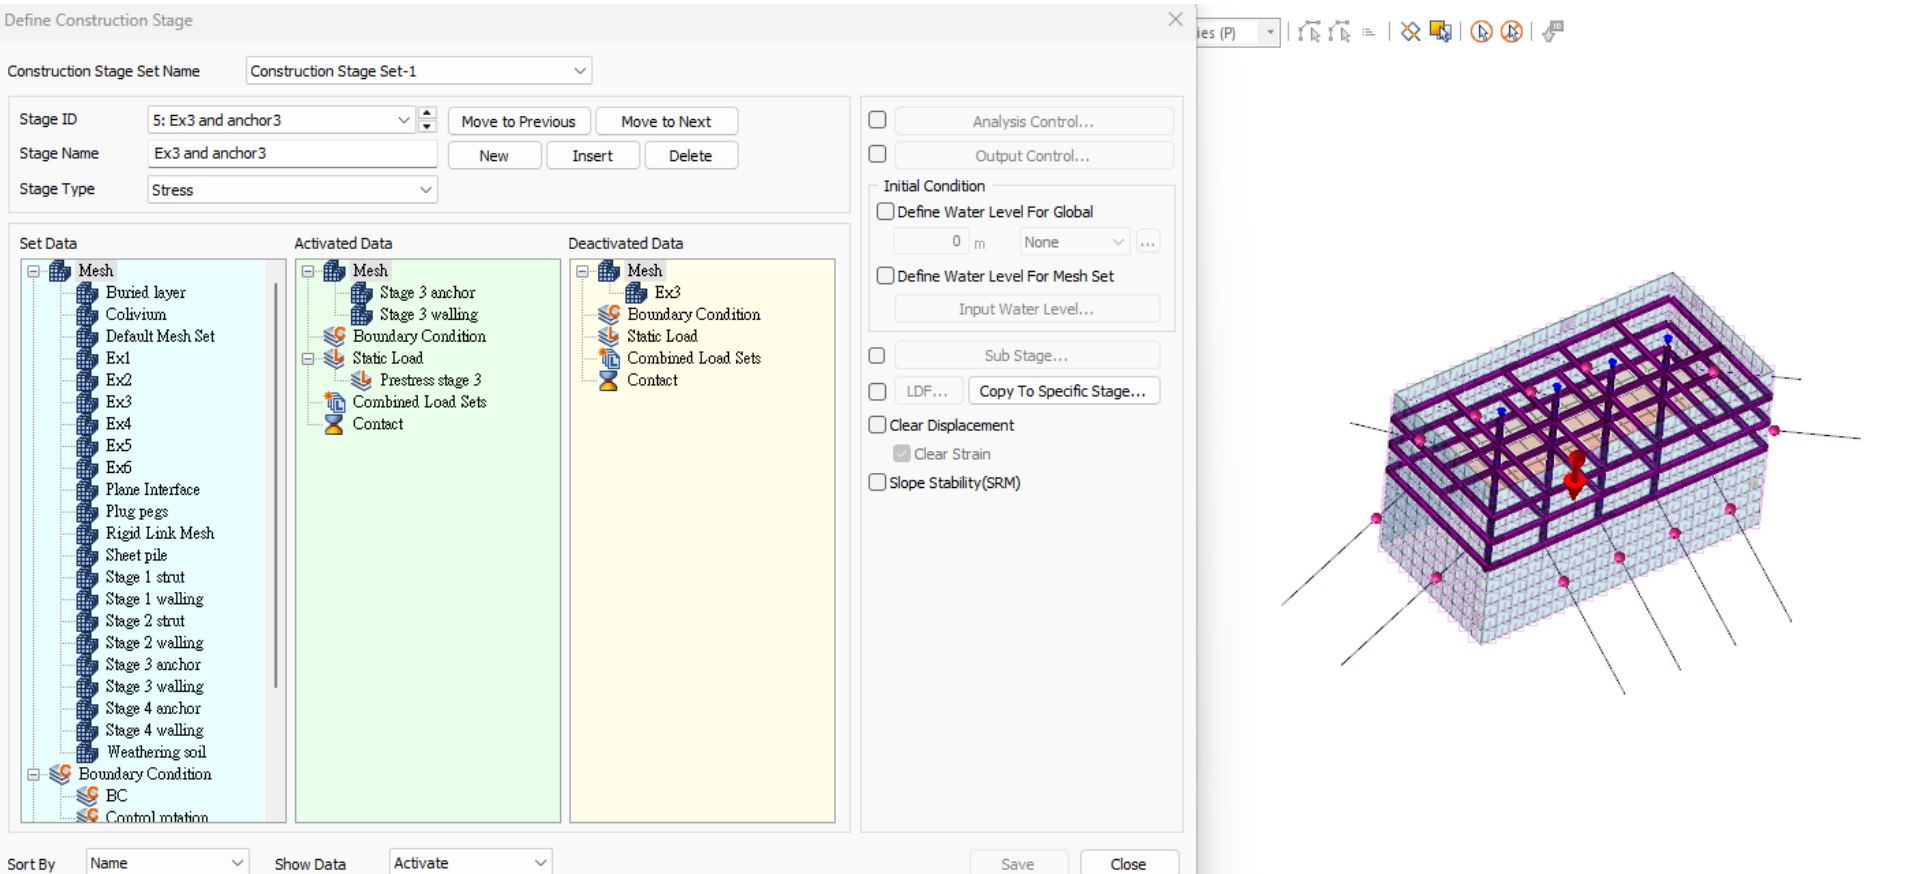 Define Construction Stage
ies (P)
Construction Stage Set Name
Construction Stage Set-1
Stage ID
5: Ex3 and anchor3
Move to Previous
Move to Next
Stage Name
Ex3 and anchor3
New
Insert
Delete
Stage Type
Stress
Set Data
Mesh
Buried layer
Colivium
Default Mesh Set
Ex1
Ex2
Ex3
Ex4
Ex5
Ex6
Plane Interface
Plug pegs
Rigid Link Mesh
Sheet pile
Stage 1 strut
Stage 1 walling
Stage 2 strut
Stage 2 walling
Stage 3 anchor
Stage 3 walling
Stage 4 anchor
Stage 4 walling
Weathering soil
Boundary Condition
BC
Control rotation
Activated Data
Mesh
Stage 3 anchor
Stage 3 walling
Boundary Condition
Static Load
Prestress stage 3
Combined Load Sets
Contact
Deactivated Data
Mesh
Ex3
Boundary Condition
Static Load
Combined Load Sets
Contact
Analysis Control...
Output Control...
Initial Condition
Define Water Level For Global
0 m
None
...
Define Water Level For Mesh Set
Input Water Level...
Sub Stage...
LDF...
Copy To Specific Stage...
Clear Displacement
Clear Strain
Slope Stability(SRM)
Sort By
Name
Show Data
Activate
Save
Close